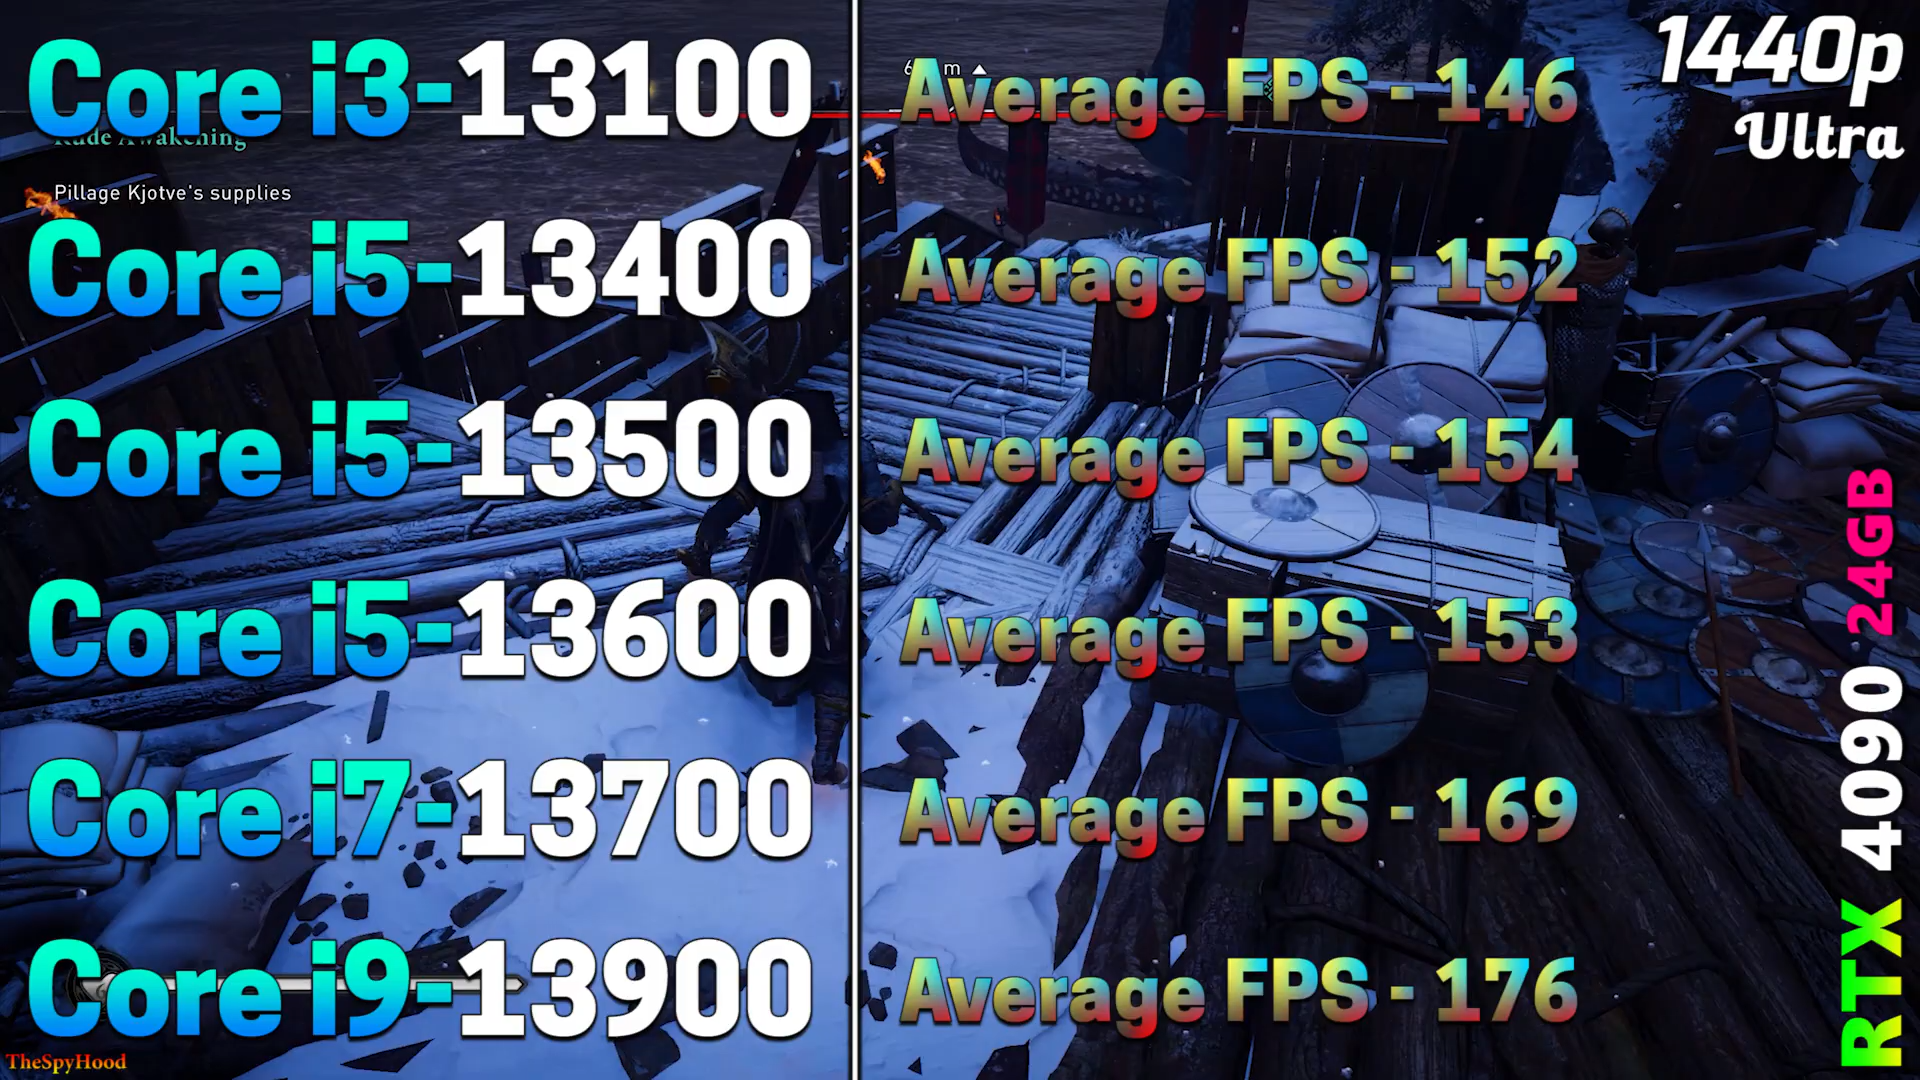 Core i3-13100 Average FPS - 146
1440p
Ultra
Rude Awakening
Pillage Kjotve's supplies
Core i5-13400 Average FPS - 152
Core i5-13500 Average FPS - 154
Core i5-13600 Average FPS - 153
Core i7-13700 Average FPS - 169
Core i9-13900 Average FPS - 176
RTX 4090 24GB
TheSpyHood